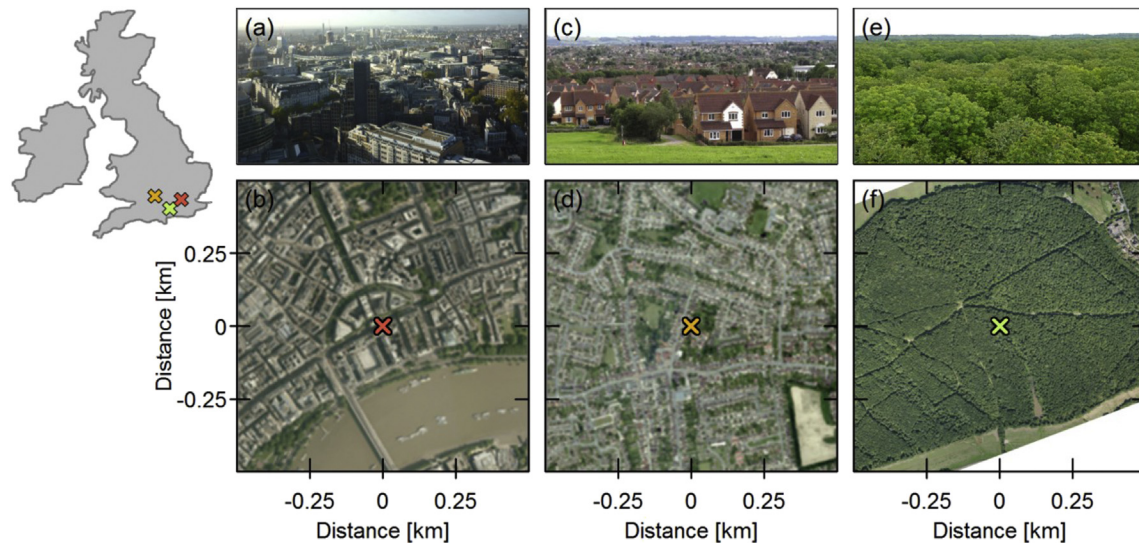 (a)
(c)
(e)
(b)
(d)
(f)
0.25
0
-0.25
Distance [km]
-0.25 0 0.25
-0.25 0 0.25
-0.25 0 0.25
Distance [km]
Distance [km]
Distance [km]